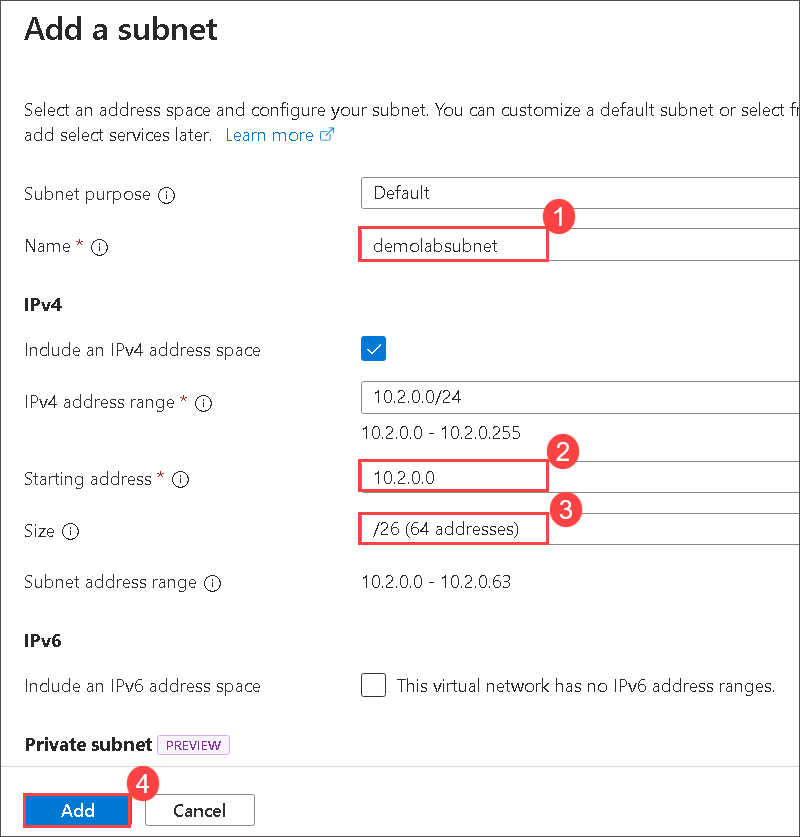 Add a subnet
Select an address space and configure your subnet. You can customize a default subnet or select
add select services later. Learn more
Subnet purpose
Default
1
Name *
demolabsubnet
IPv4
Include an IPv4 address space
IPv4 address range *
10.2.0.0/24
10.2.0.0 - 10.2.0.255
2
Starting address *
10.2.0.0
3
Size
/26 (64 addresses)
Subnet address range
10.2.0.0 - 10.2.0.63
IPv6
Include an IPv6 address space
This virtual network has no IPv6 address ranges.
Private subnet PREVIEW
4
Add
Cancel